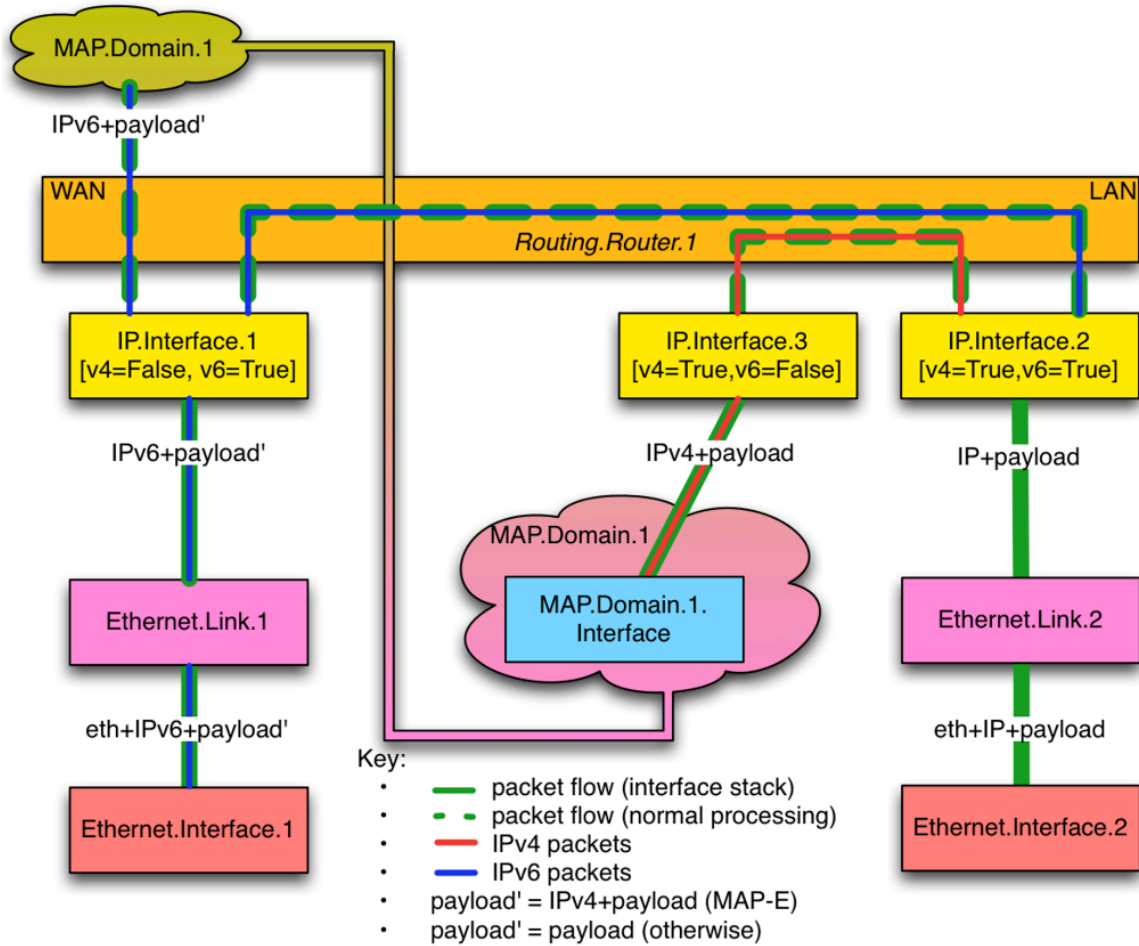 MAP.Domain.1
IPv6+payload'
WAN
LAN
Routing.Router.1
IP.Interface.1
[v4=False, v6=True]
IP.Interface.3
[v4=True,v6=False]
IP.Interface.2
[v4=True,v6=True]
IPv6+payload'
IPv4+payload
IP+payload
MAP.Domain.1
Ethernet.Link.1
MAP.Domain.1.
Interface
Ethernet.Link.2
eth+IPv6+payload'
eth+IP+payload
Key:
• packet flow (interface stack)
• packet flow (normal processing)
• IPv4 packets
• IPv6 packets
• payload' = IPv4+payload (MAP-E)
• payload' = payload (otherwise)
Ethernet.Interface.1
Ethernet.Interface.2